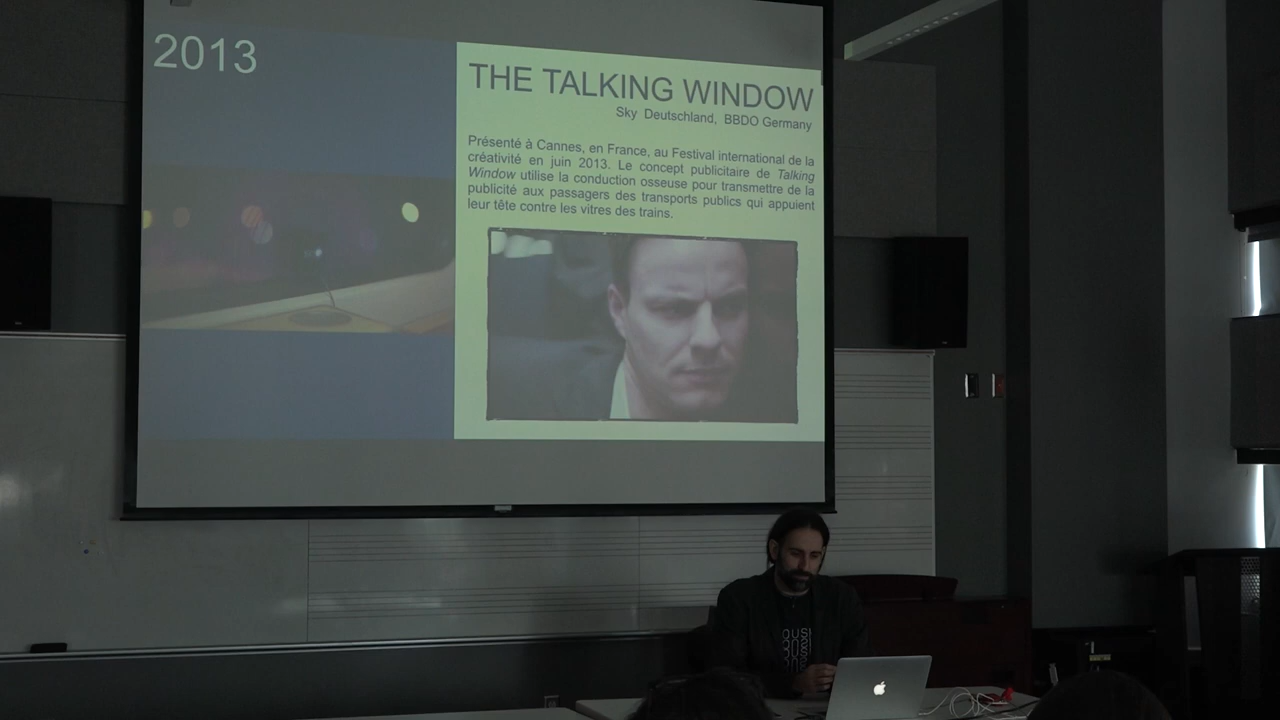 2013
THE TALKING WINDOW
Sky Deutschland, BBDO Germany
Présenté à Cannes, en France, au Festival international de la
créativité en juin 2013. Le concept publicitaire de Talking
Window utilise la conduction osseuse pour transmettre de la
publicité aux passagers des transports publics qui appuient
leur tête contre les vitres des trains.